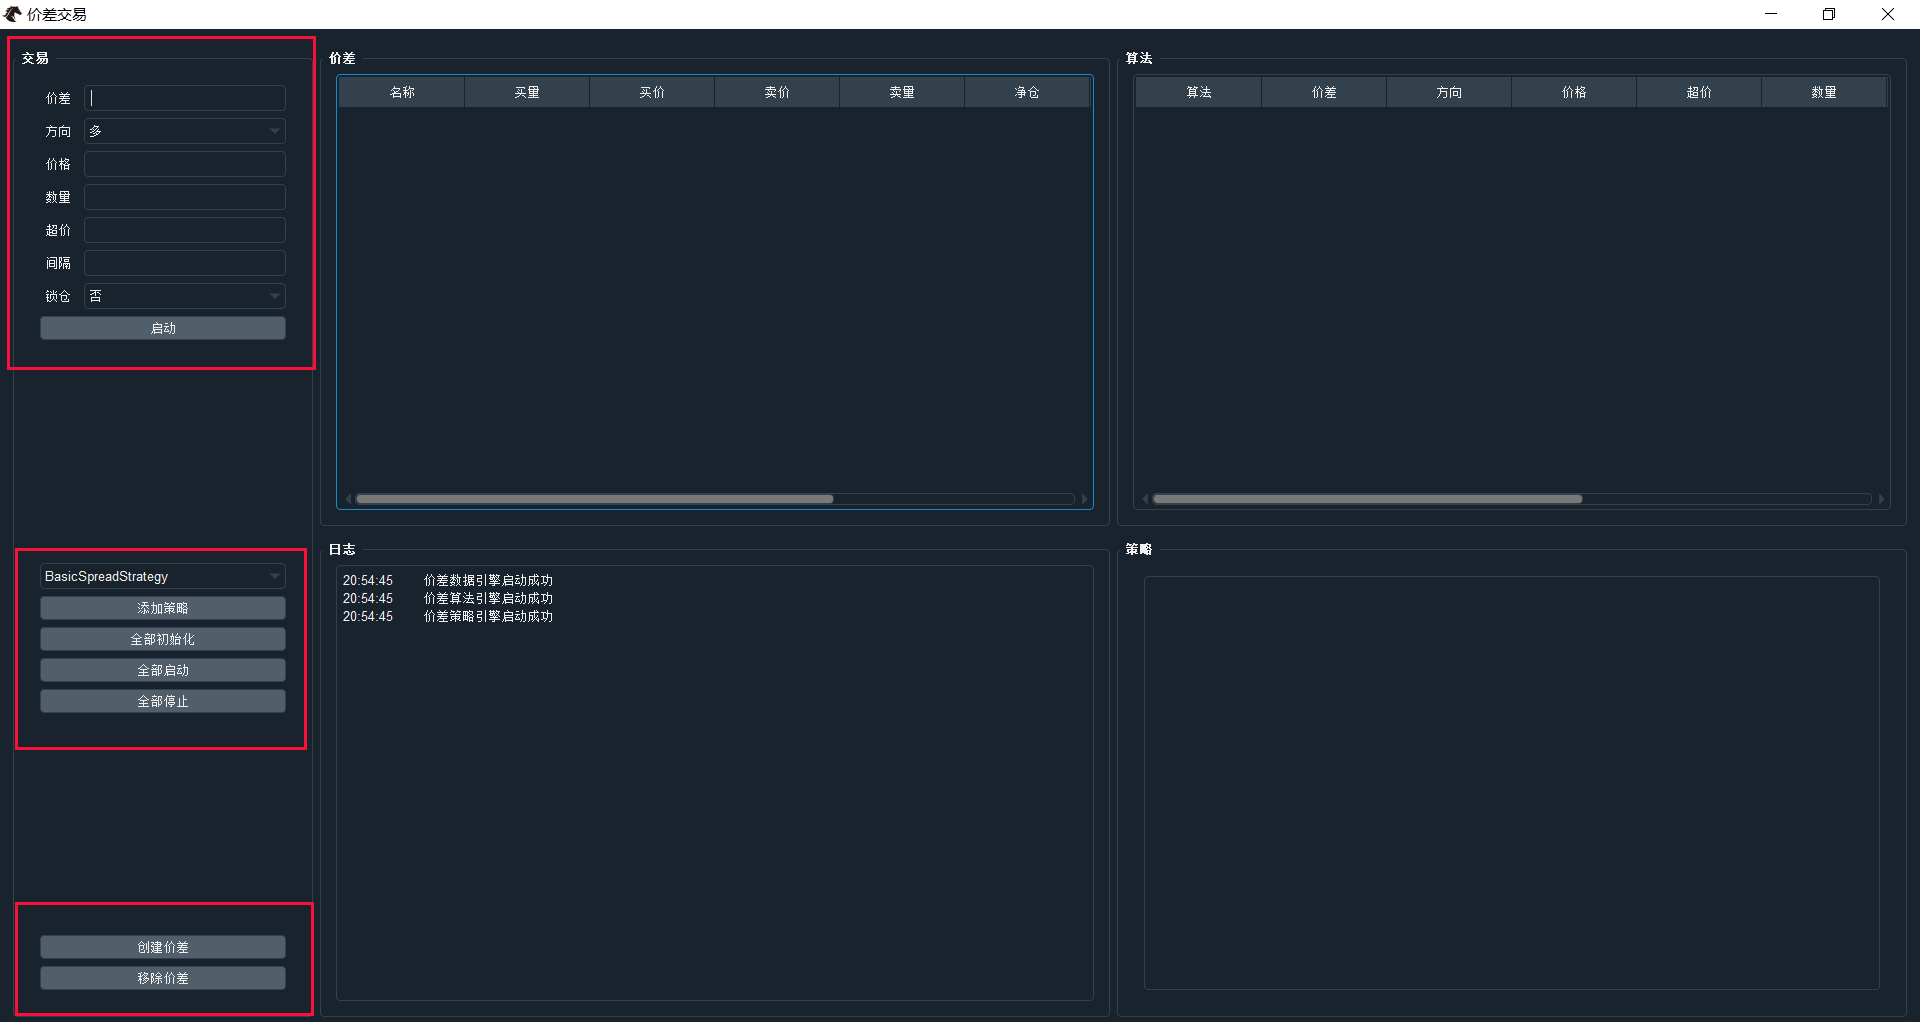 价差交易
交易
价差
方向 多
价格
数量
超价
间隔
锁仓 否
启动
BasicSpreadStrategy
添加策略
全部初始化
全部启动
全部停止
创建价差
移除价差
价差
名称 买量 买价 卖价 卖量 净仓
算法
算法 价差 方向 价格 超价 数量
日志
20:54:45 价差数据引擎启动成功
20:54:45 价差算法引擎启动成功
20:54:45 价差策略引擎启动成功
策略